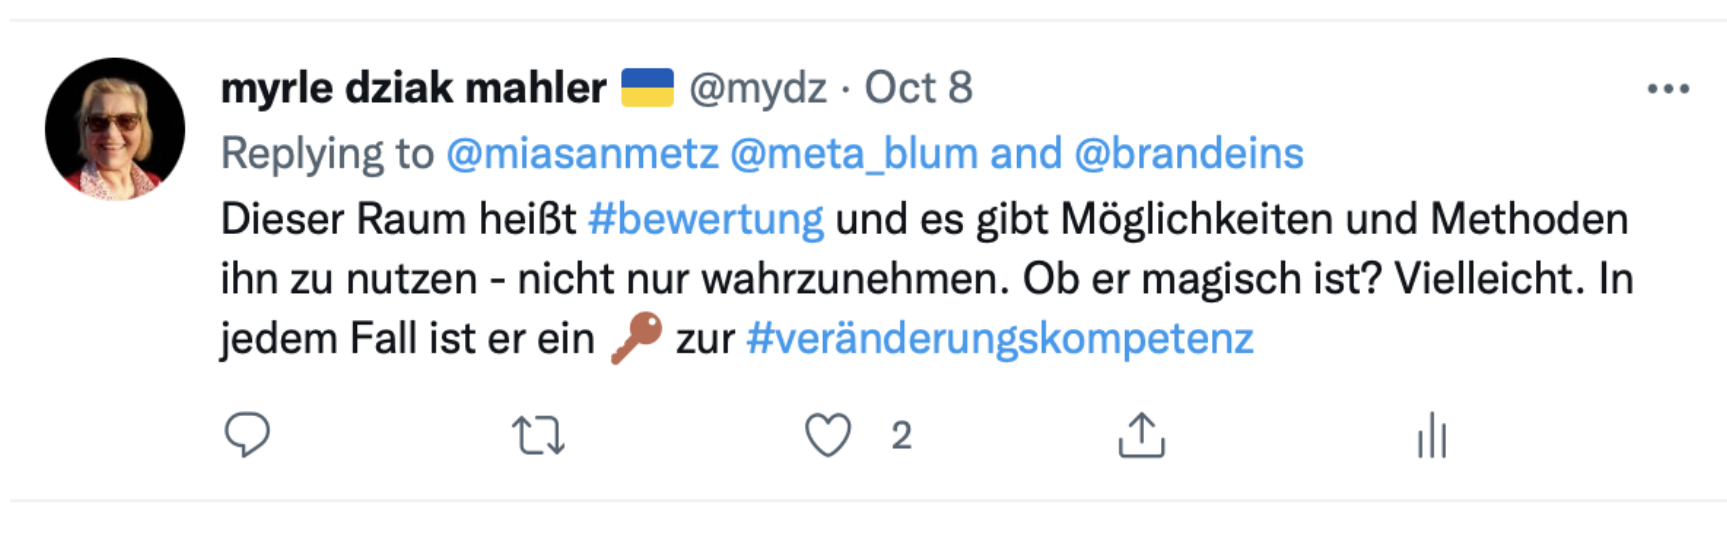 myrle dziak mahler 🇺🇦 @mydz · Oct 8
Replying to @miasanmetz @meta_blum and @brandeins
Dieser Raum heißt #bewertung und es gibt Möglichkeiten und Methoden
ihn zu nutzen - nicht nur wahrzunehmen. Ob er magisch ist? Vielleicht. In
jedem Fall ist er ein 🔑 zur #veränderungskompetenz
2